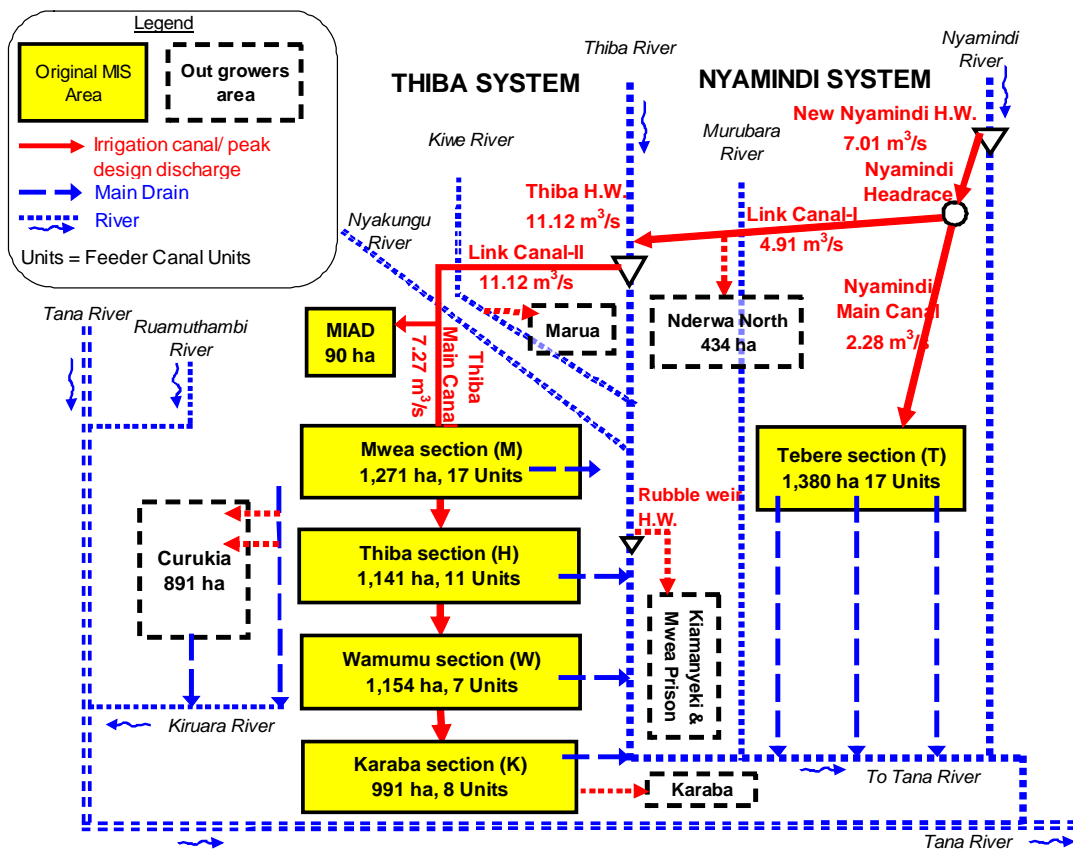 Legend
Original MIS
Area
Out growers
area
Irrigation canal/ peak
design discharge
Main Drain
River
Units = Feeder Canal Units
THIBA SYSTEM
NYAMINDI SYSTEM
Thiba River
Nyamindi
River
Kiwe River
Murubara
River
Nyakungu
River
New Nyamindi H.W.
7.01 m³/s
Nyamindi
Headrace
Thiba H.W.
11.12 m³/s
Link Canal-I
4.91 m³/s
Link Canal-II
11.12 m³/s
Nyamindi
Main Canal
2.28 m³/s
Tana River
Ruamuthambi
River
MIAD
90 ha
Thiba
Main Canal
7.27 m³/s
Marua
Nderwa North
434 ha
Mwea section (M)
1,271 ha, 17 Units
Tebere section (T)
1,380 ha 17 Units
Rubble weir
H.W.
Curukia
891 ha
Thiba section (H)
1,141 ha, 11 Units
Kiamanyeki &
Mwea Prison
Wamumu section (W)
1,154 ha, 7 Units
Kiruara River
Karaba section (K)
991 ha, 8 Units
Karaba
To Tana River
Tana River